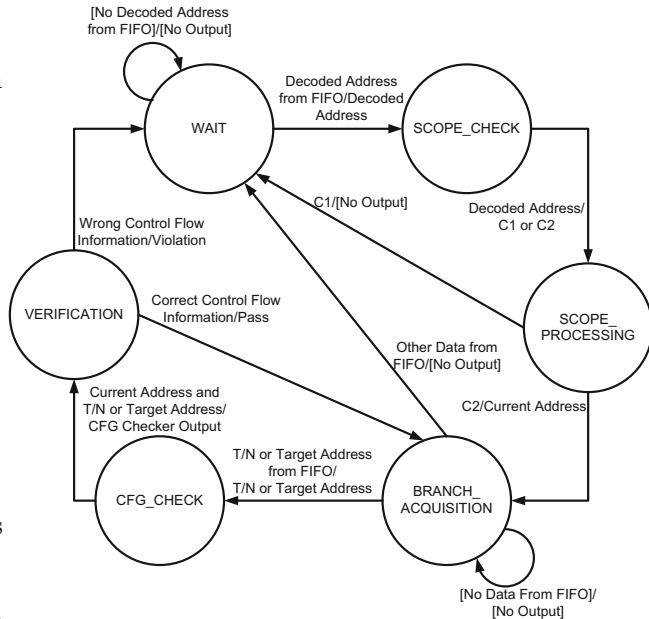 [No Decoded Address
from FIFO]/[No Output]
Decoded Address
from FIFO/Decoded
Address
WAIT
SCOPE_CHECK
C1/[No Output]
Decoded Address/
C1 or C2
Wrong Control Flow
Information/Violation
VERIFICATION
Correct Control Flow
Information/Pass
SCOPE_
PROCESSING
Other Data from
FIFO/[No Output]
Current Address and
T/N or Target Address/
CFG Checker Output
C2/Current Address
T/N or Target Address
from FIFO/
T/N or Target Address
CFG_CHECK
BRANCH_
ACQUISITION
s
[No Data From FIFO]/
[No Output]